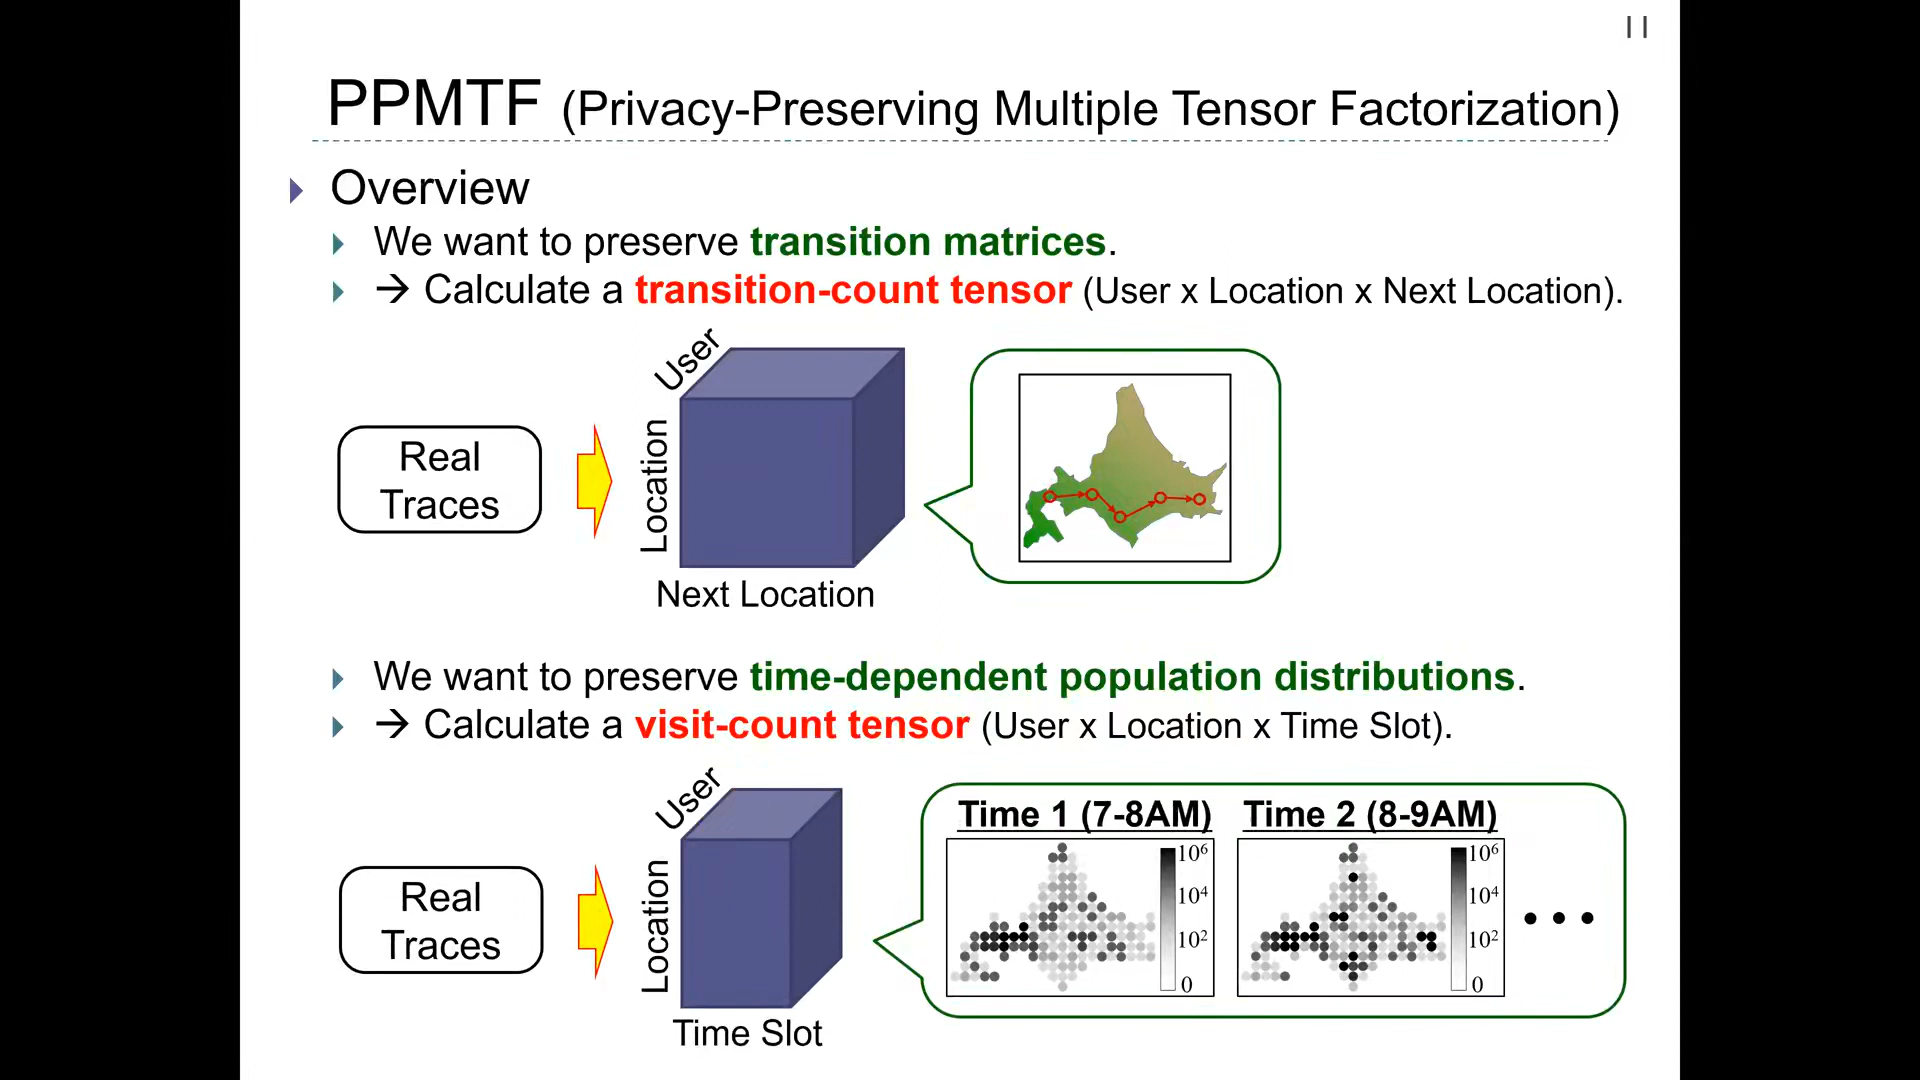 11
PPMTF (Privacy-Preserving Multiple Tensor Factorization)
Overview
We want to preserve transition matrices.
→ Calculate a transition-count tensor (User x Location x Next Location).
User
Location
Real
Traces
Next Location
We want to preserve time-dependent population distributions.
→ Calculate a visit-count tensor (User x Location x Time Slot).
User
Location
Real
Traces
Time Slot
Time 1 (7-8AM)
10⁶
10⁴
10²
0
Time 2 (8-9AM)
10⁶
10⁴
10²
0
• • •